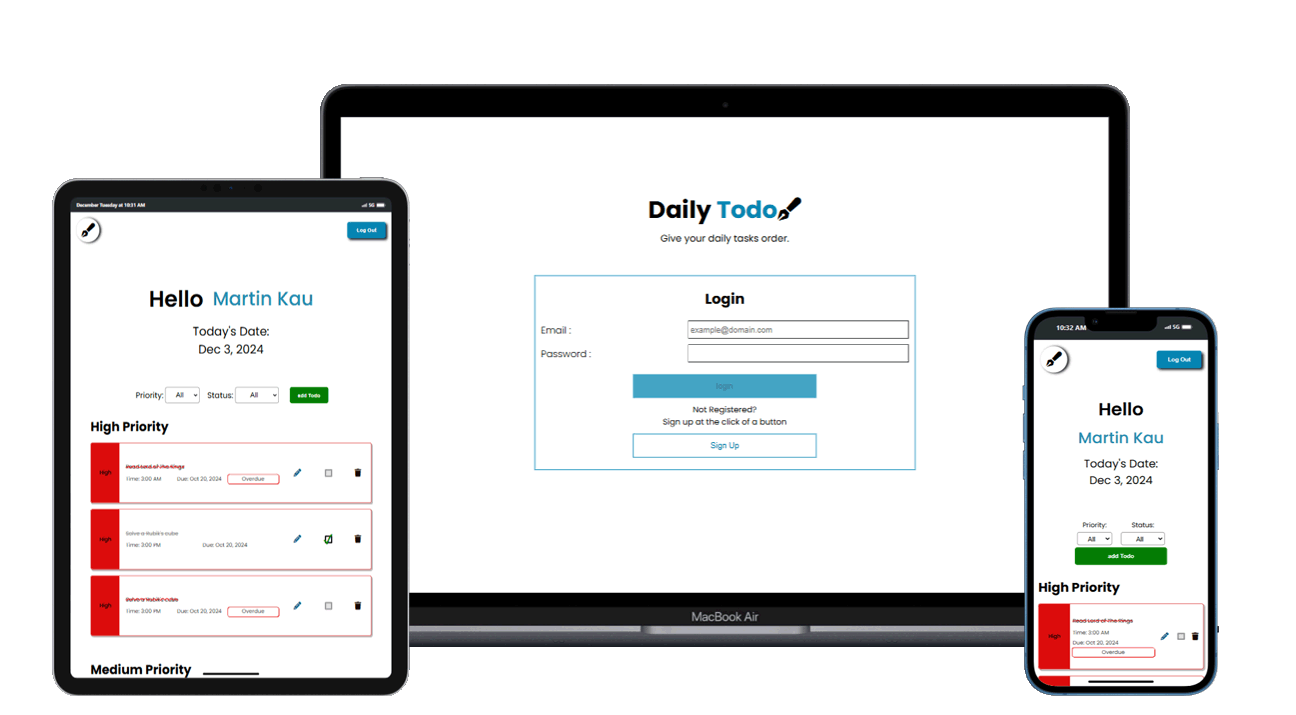 December Tuesday at 10:31 AM
5G
Log Out
Hello Martin Kau
Today's Date:
Dec 3, 2024
Priority: All Status: All add Todo
High Priority
High
Read Lord of The Rings
Time: 3:00 AM Due: Oct 20, 2024 Overdue
High
Solve a Rubik's cube
Time: 3:00 PM Due: Oct 20, 2024
High
Solve a Rubik's cube
Time: 3:00 PM Due: Oct 20, 2024 Overdue
Medium Priority
Daily Todo
Give your daily tasks order.
Login
Email : example@domain.com
Password :
login
Not Registered?
Sign up at the click of a button
Sign Up
MacBook Air
10:32 AM 5G
Log Out
Hello
Martin Kau
Today's Date:
Dec 3, 2024
Priority: Status:
All All
add Todo
High Priority
High
Read Lord of The Rings
Time: 3:00 AM
Due: Oct 20, 2024
Overdue